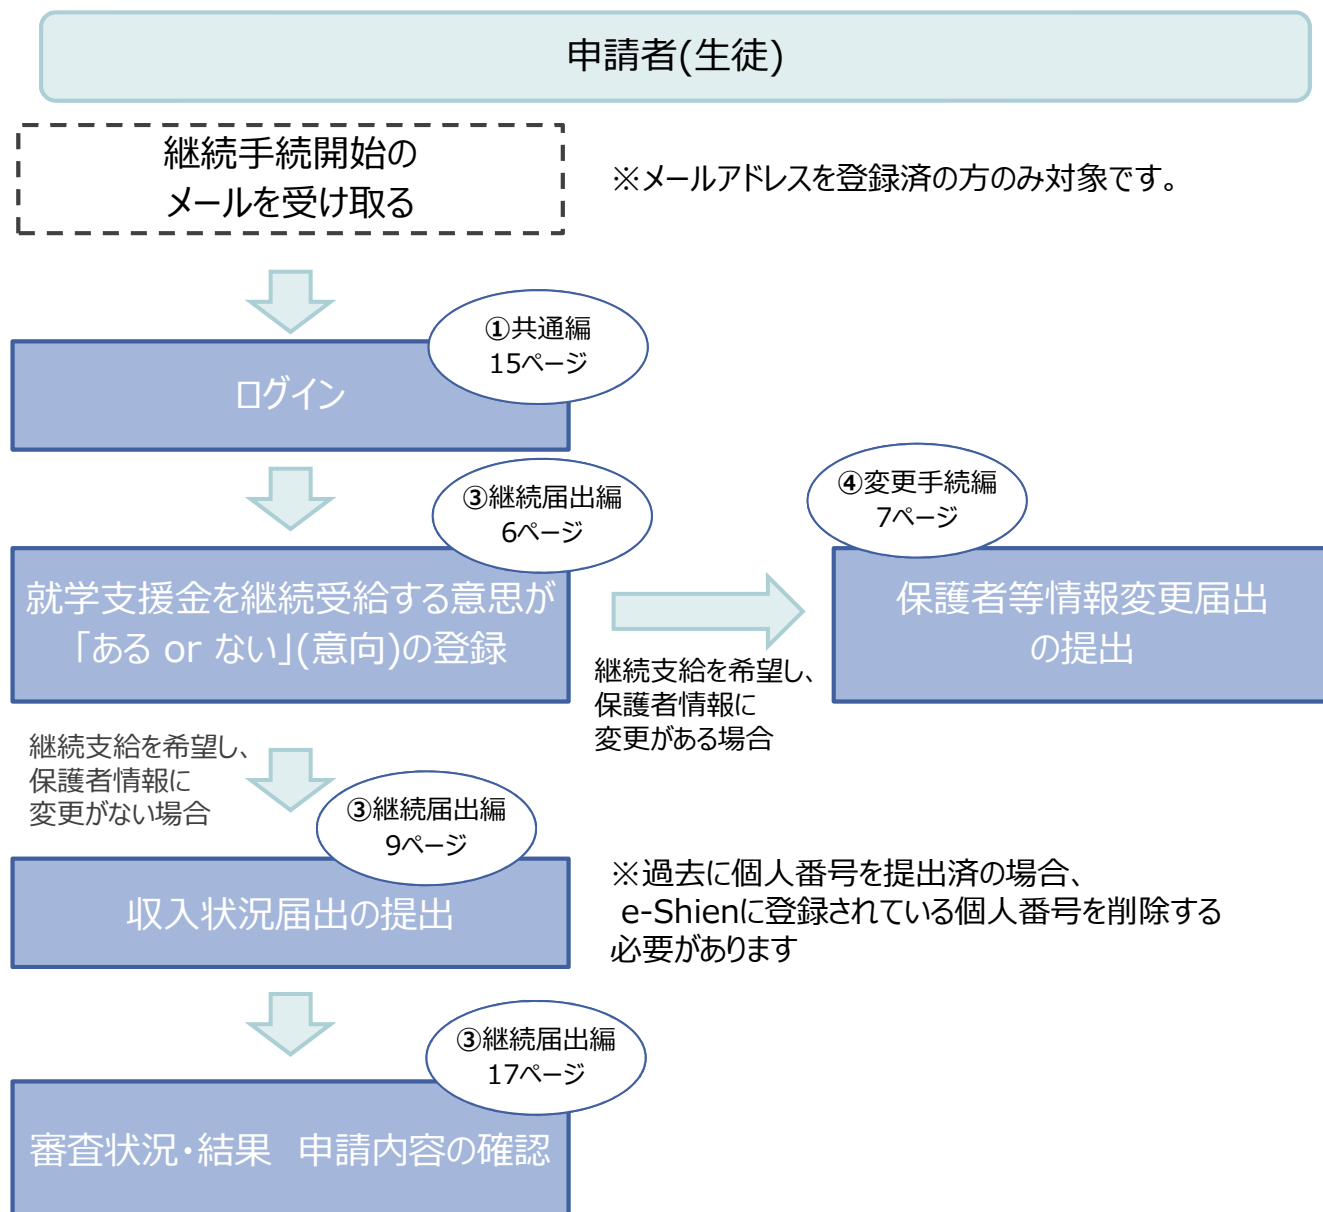 申請者(生徒)
継続手続開始の
メールを受け取る
※メールアドレスを登録済の方のみ対象です。
①共通編
15ページ
ログイン
③継続届出編
6ページ
④変更手続編
7ページ
就学支援金を継続受給する意思が
「ある or ない」(意向)の登録
保護者等情報変更届出
の提出
継続支給を希望し、
保護者情報に
変更がある場合
継続支給を希望し、
保護者情報に
変更がない場合
③継続届出編
9ページ
収入状況届出の提出
※過去に個人番号を提出済の場合、
e-Shienに登録されている個人番号を削除する
必要があります
③継続届出編
17ページ
審査状況・結果　申請内容の確認